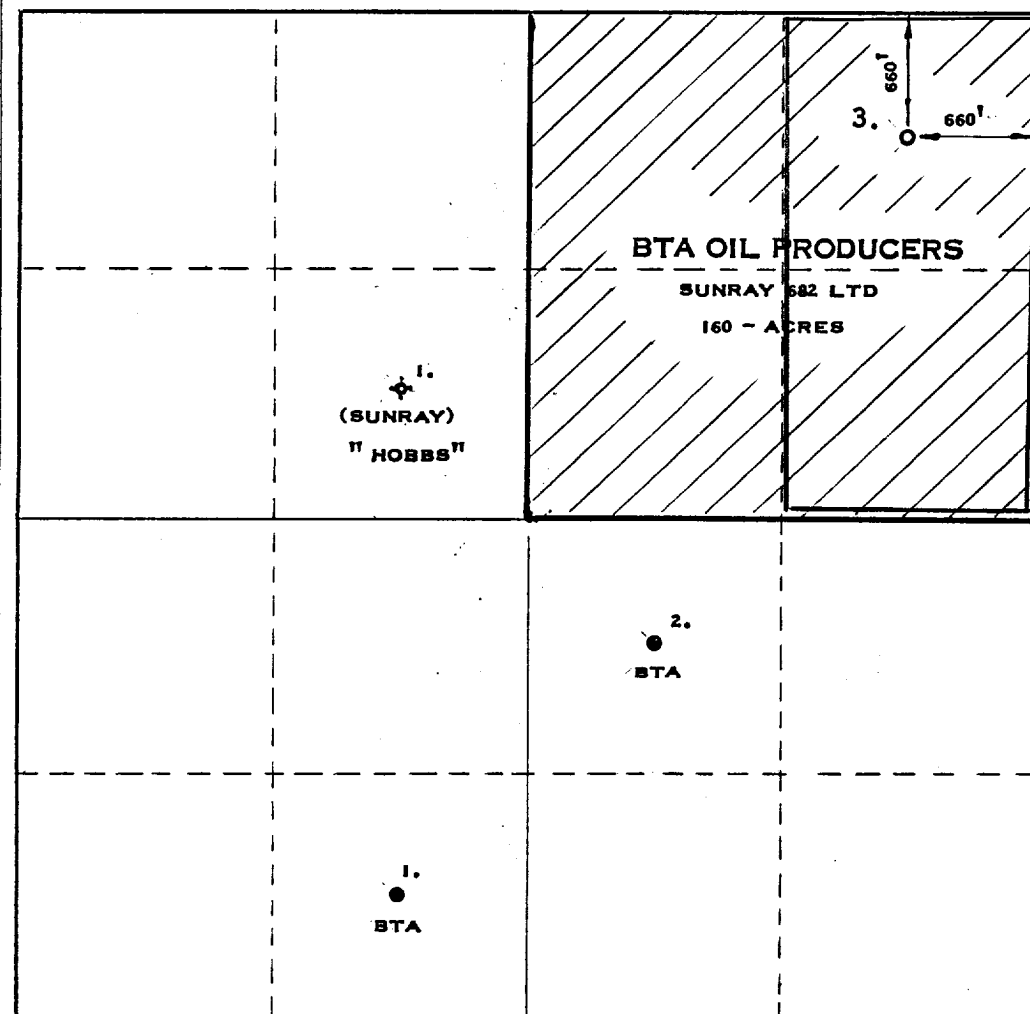 660'
3.
660'
BTA OIL PRODUCERS
SUNRAY 682 LTD
160 - ACRES
1.
(SUNRAY)
" HOBBS"
2.
BTA
1.
BTA